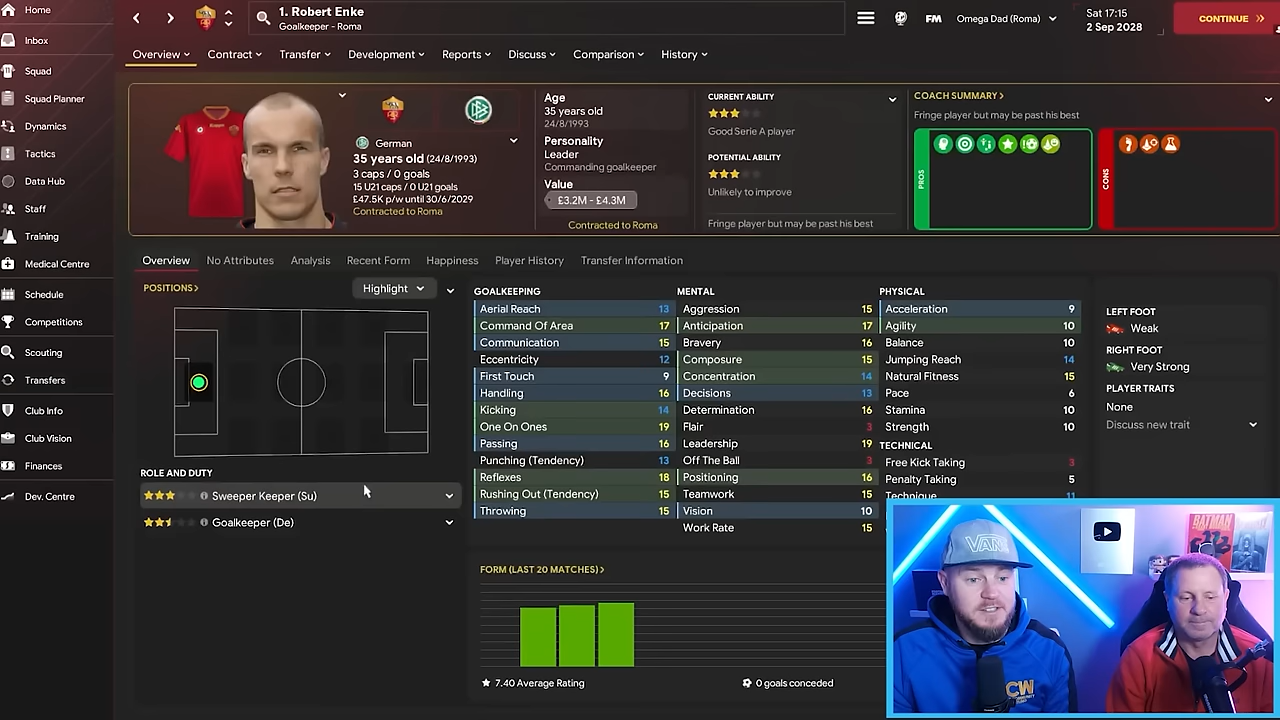 Home
Inbox
Squad
Squad Planner
Dynamics
Tactics
Data Hub
Staff
Training
Medical Centre
Schedule
Competitions
Scouting
Transfers
Club Info
Club Vision
Finances
Dev. Centre
1. Robert Enke
Goalkeeper - Roma
FM
Omega Dad (Roma)
Sat 17:15
2 Sep 2028
CONTINUE
Overview
Contract
Transfer
Development
Reports
Discuss
Comparison
History
German
35 years old (24/8/1993)
3 caps / 0 goals
15 U21 caps / 0 U21 goals
£47.5K p/w until 30/6/2029
Contracted to Roma
Age
35 years old
24/8/1993
Personality
Leader
Commanding goalkeeper
Value
£3.2M - £4.3M
Contracted to Roma
CURRENT ABILITY
Good Serie A player
POTENTIAL ABILITY
Unlikely to improve
Fringe player but may be past his best
COACH SUMMARY
Fringe player but may be past his best
PROS
CONS
Overview
No Attributes
Analysis
Recent Form
Happiness
Player History
Transfer Information
POSITIONS
Highlight
ROLE AND DUTY
Sweeper Keeper (Su)
Goalkeeper (De)
GOALKEEPING
Aerial Reach 13
Command Of Area 17
Communication 15
Eccentricity 12
First Touch 9
Handling 16
Kicking 14
One On Ones 19
Passing 16
Punching (Tendency) 13
Reflexes 18
Rushing Out (Tendency) 15
Throwing 15
MENTAL
Aggression 15
Anticipation 17
Bravery 16
Composure 15
Concentration 14
Decisions 13
Determination 16
Flair 3
Leadership 19
Off The Ball 3
Positioning 16
Teamwork 15
Vision 10
Work Rate 15
PHYSICAL
Acceleration 9
Agility 10
Balance 10
Jumping Reach 14
Natural Fitness 15
Pace 6
Stamina 10
Strength 10
TECHNICAL
Free Kick Taking 3
Penalty Taking 5
Technique 11
LEFT FOOT
Weak
RIGHT FOOT
Very Strong
PLAYER TRAITS
None
Discuss new trait
FORM (LAST 20 MATCHES)
7.40 Average Rating
0 goals conceded
VANS
BATMAN
CW